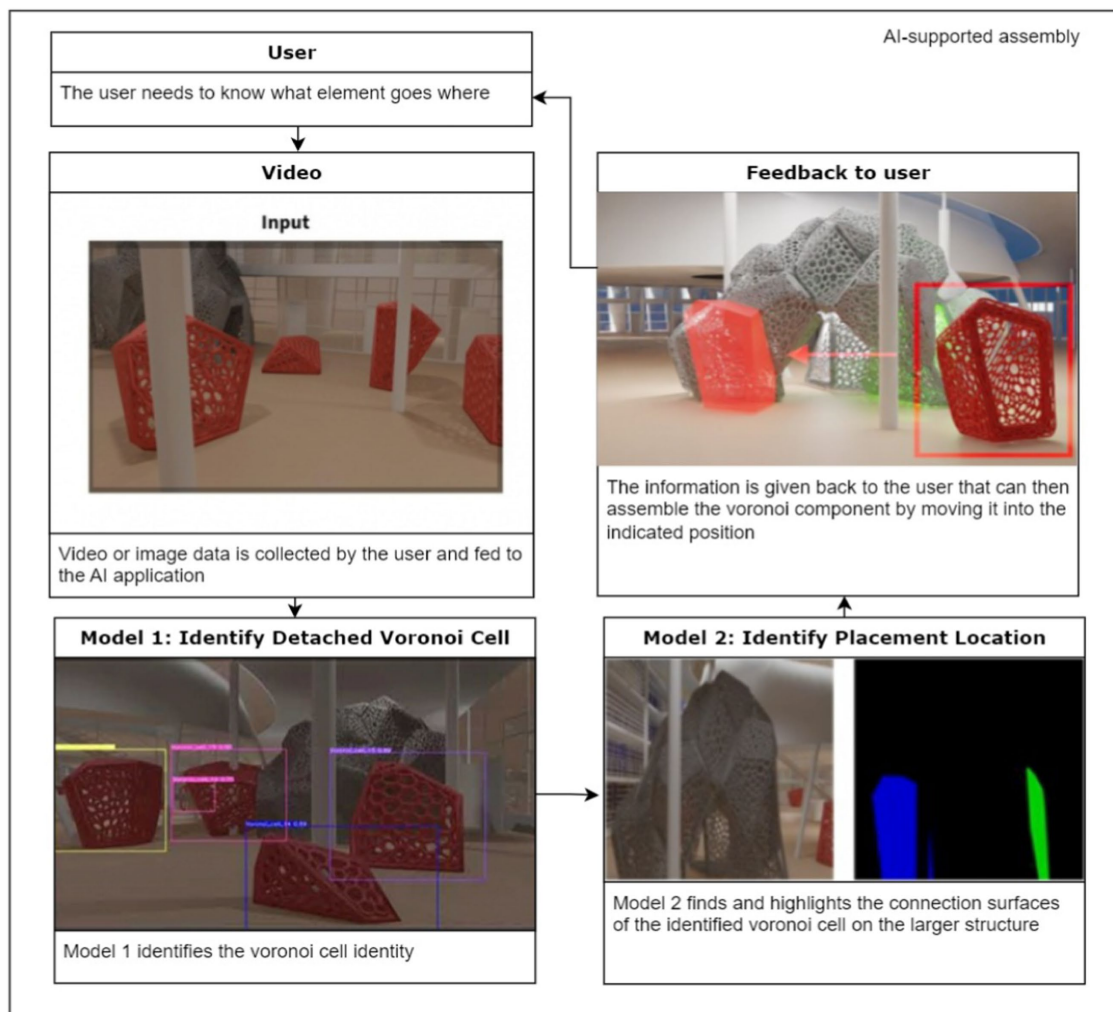 AI-supported assembly
User
The user needs to know what element goes where
Video
Input
Video or image data is collected by the user and fed to
the AI application
Model 1: Identify Detached Voronoi Cell
Model 1 identifies the voronoi cell identity
Model 2: Identify Placement Location
Model 2 finds and highlights the connection surfaces
of the identified voronoi cell on the larger structure
Feedback to user
The information is given back to the user that can then
assemble the voronoi component by moving it into the
indicated position